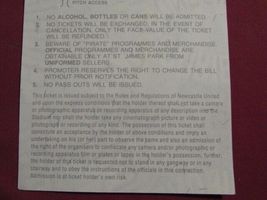 PITCH ACCESS
1. NO ALCOHOL, BOTTLES OR CANS WILL BE ADMITTED.
2. NO TICKETS WILL BE EXCHANGED. IN THE EVENT OF
CANCELLATION, ONLY THE FACE-VALUE OF THE TICKET
WILL BE REFUNDED.
3. BEWARE OF "PIRATE" PROGRAMMES AND MERCHANDISE.
OFFICIAL PROGRAMMES AND MERCHANDISE ARE
OBTAINABLE ONLY AT ST. JAMES PARK FROM
UNIFORMED SELLERS.
4. PROMOTER RESERVES THE RIGHT TO CHANGE THE BILL
WITHOUT PRIOR NOTIFICATION.
5. NO PASS OUTS WILL BE ISSUED.
This ticket is issued subject to the Rules and Regulations of Newcastle United
and upon the express conditions that the holder thereof shall not take a camera
or photographic apparatus or recording apparatus of any description into the
Stadium nor shall the holder take any cinematograph picture or video or
photograph or recording of any kind. The possession of this ticket shall
constitute an acceptance by the holder of above conditions and imply an
undertaking on his (or her) part to observe the same and also an admission of
the right of the organisers to confiscate any camera and/or photographic or
recording apparatus film or plates or tapes in the holder's possession, further,
the holder of this ticket is requested not to stand in any gangway or in any
stairway and to obey the instructions of the officials in this connection.
Admission is at ticket holder's own risk.